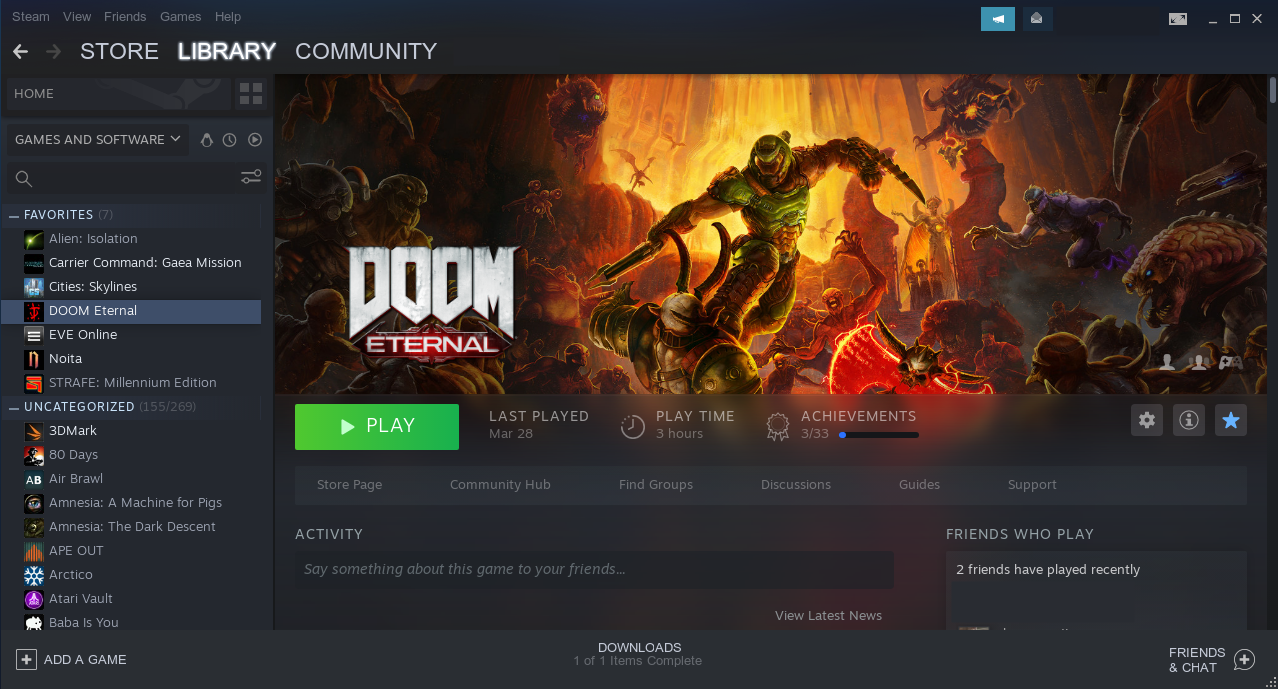 Steam View Friends Games Help
STORE LIBRARY COMMUNITY
HOME
GAMES AND SOFTWARE
FAVORITES (7)
Alien: Isolation
Carrier Command: Gaea Mission
Cities: Skylines
DOOM Eternal
EVE Online
Noita
STRAFE: Millennium Edition
UNCATEGORIZED (155/269)
3DMark
80 Days
AB Air Brawl
Amnesia: A Machine for Pigs
Amnesia: The Dark Descent
APE OUT
Arctico
Atari Vault
Baba Is You
DOOM
ETERNAL
PLAY
LAST PLAYED
Mar 28
PLAY TIME
3 hours
ACHIEVEMENTS
3/33
Store Page Community Hub Find Groups Discussions Guides Support
ACTIVITY
Say something about this game to your friends...
View Latest News
FRIENDS WHO PLAY
2 friends have played recently
ADD A GAME
DOWNLOADS
1 of 1 Items Complete
FRIENDS
& CHAT